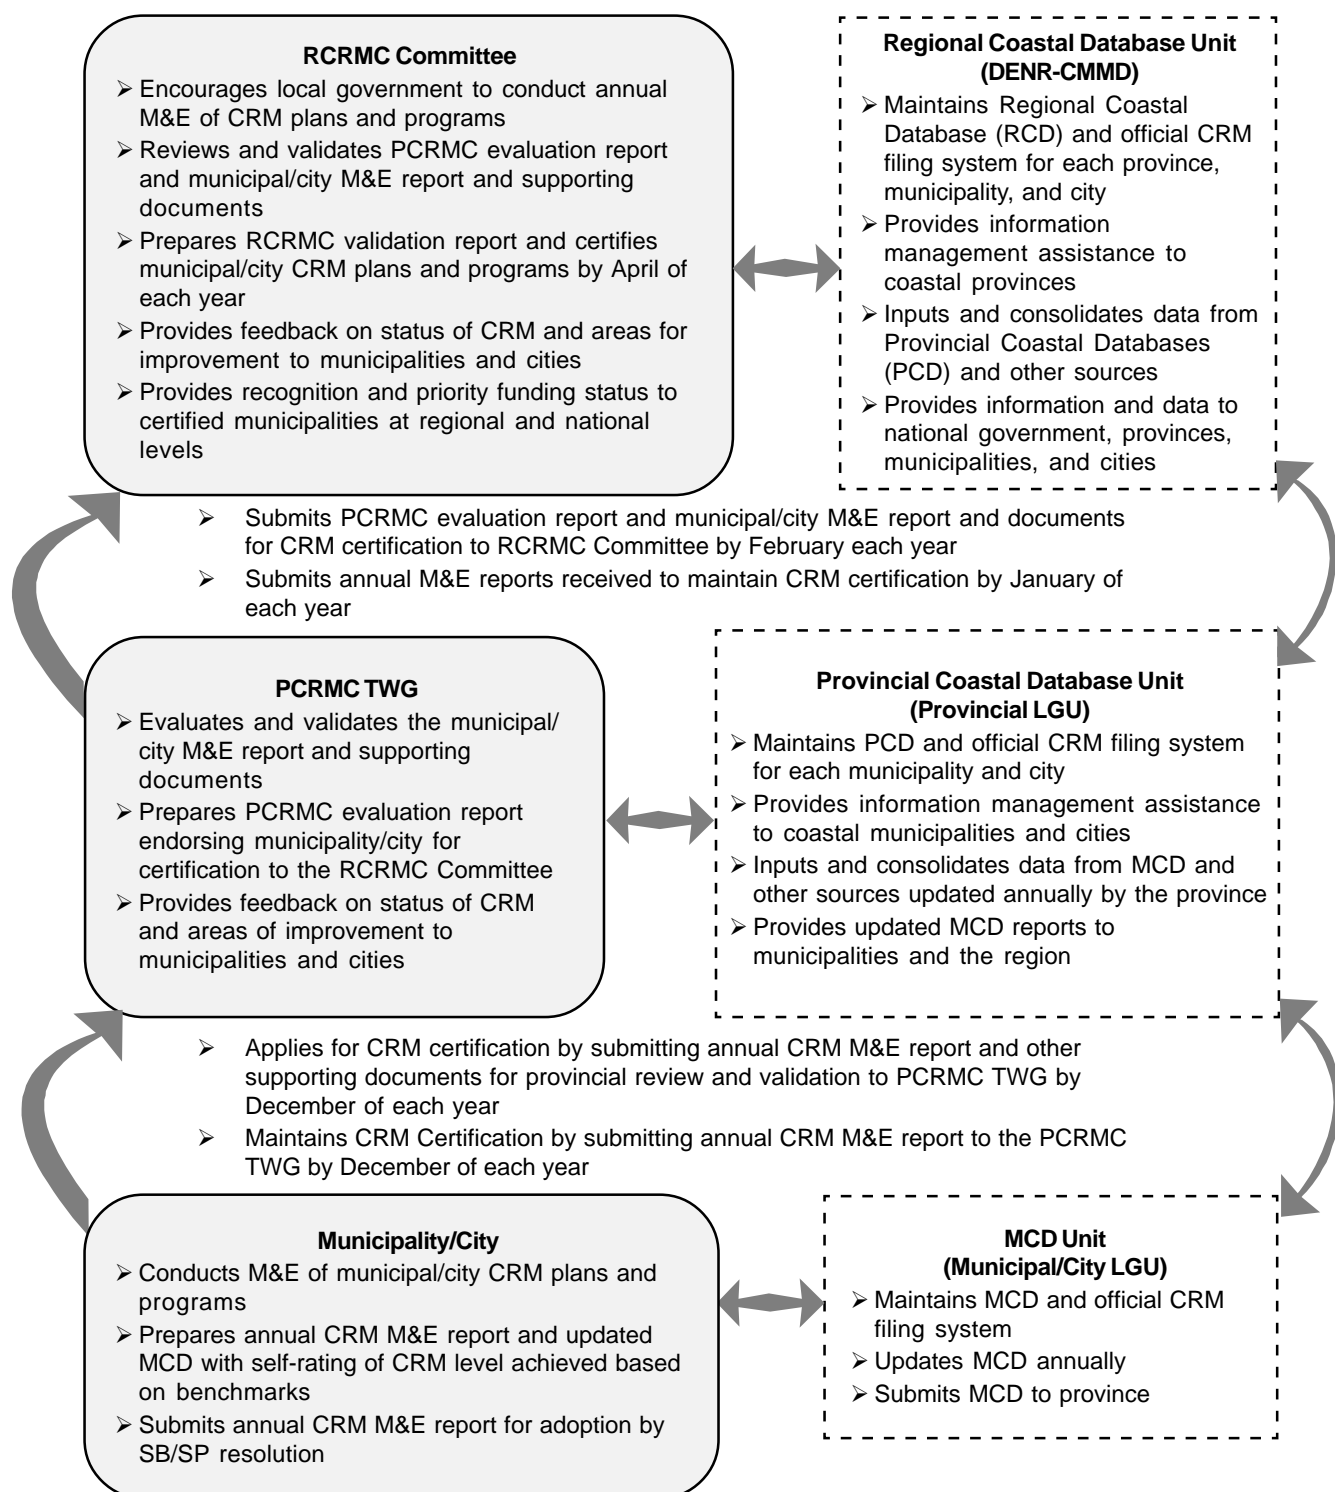 RCRMC Committee
➢ Encourages local government to conduct annual
M&E of CRM plans and programs
➢ Reviews and validates PCRMC evaluation report
and municipal/city M&E report and supporting
documents
➢ Prepares RCRMC validation report and certifies
municipal/city CRM plans and programs by April of
each year
➢ Provides feedback on status of CRM and areas for
improvement to municipalities and cities
➢ Provides recognition and priority funding status to
certified municipalities at regional and national
levels
Regional Coastal Database Unit
(DENR-CMMD)
➢ Maintains Regional Coastal
Database (RCD) and official CRM
filing system for each province,
municipality, and city
➢ Provides information
management assistance to
coastal provinces
➢ Inputs and consolidates data from
Provincial Coastal Databases
(PCD) and other sources
➢ Provides information and data to
national government, provinces,
municipalities, and cities
➢ Submits PCRMC evaluation report and municipal/city M&E report and documents
for CRM certification to RCRMC Committee by February each year
➢ Submits annual M&E reports received to maintain CRM certification by January of
each year
PCRMC TWG
➢ Evaluates and validates the municipal/
city M&E report and supporting
documents
➢ Prepares PCRMC evaluation report
endorsing municipality/city for
certification to the RCRMC Committee
➢ Provides feedback on status of CRM
and areas of improvement to
municipalities and cities
Provincial Coastal Database Unit
(Provincial LGU)
➢ Maintains PCD and official CRM filing system
for each municipality and city
➢ Provides information management assistance
to coastal municipalities and cities
➢ Inputs and consolidates data from MCD and
other sources updated annually by the province
➢ Provides updated MCD reports to
municipalities and the region
➢ Applies for CRM certification by submitting annual CRM M&E report and other
supporting documents for provincial review and validation to PCRMC TWG by
December of each year
➢ Maintains CRM Certification by submitting annual CRM M&E report to the PCRMC
TWG by December of each year
Municipality/City
➢ Conducts M&E of municipal/city CRM plans and
programs
➢ Prepares annual CRM M&E report and updated
MCD with self-rating of CRM level achieved based
on benchmarks
➢ Submits annual CRM M&E report for adoption by
SB/SP resolution
MCD Unit
(Municipal/City LGU)
➢ Maintains MCD and official CRM
filing system
➢ Updates MCD annually
➢ Submits MCD to province